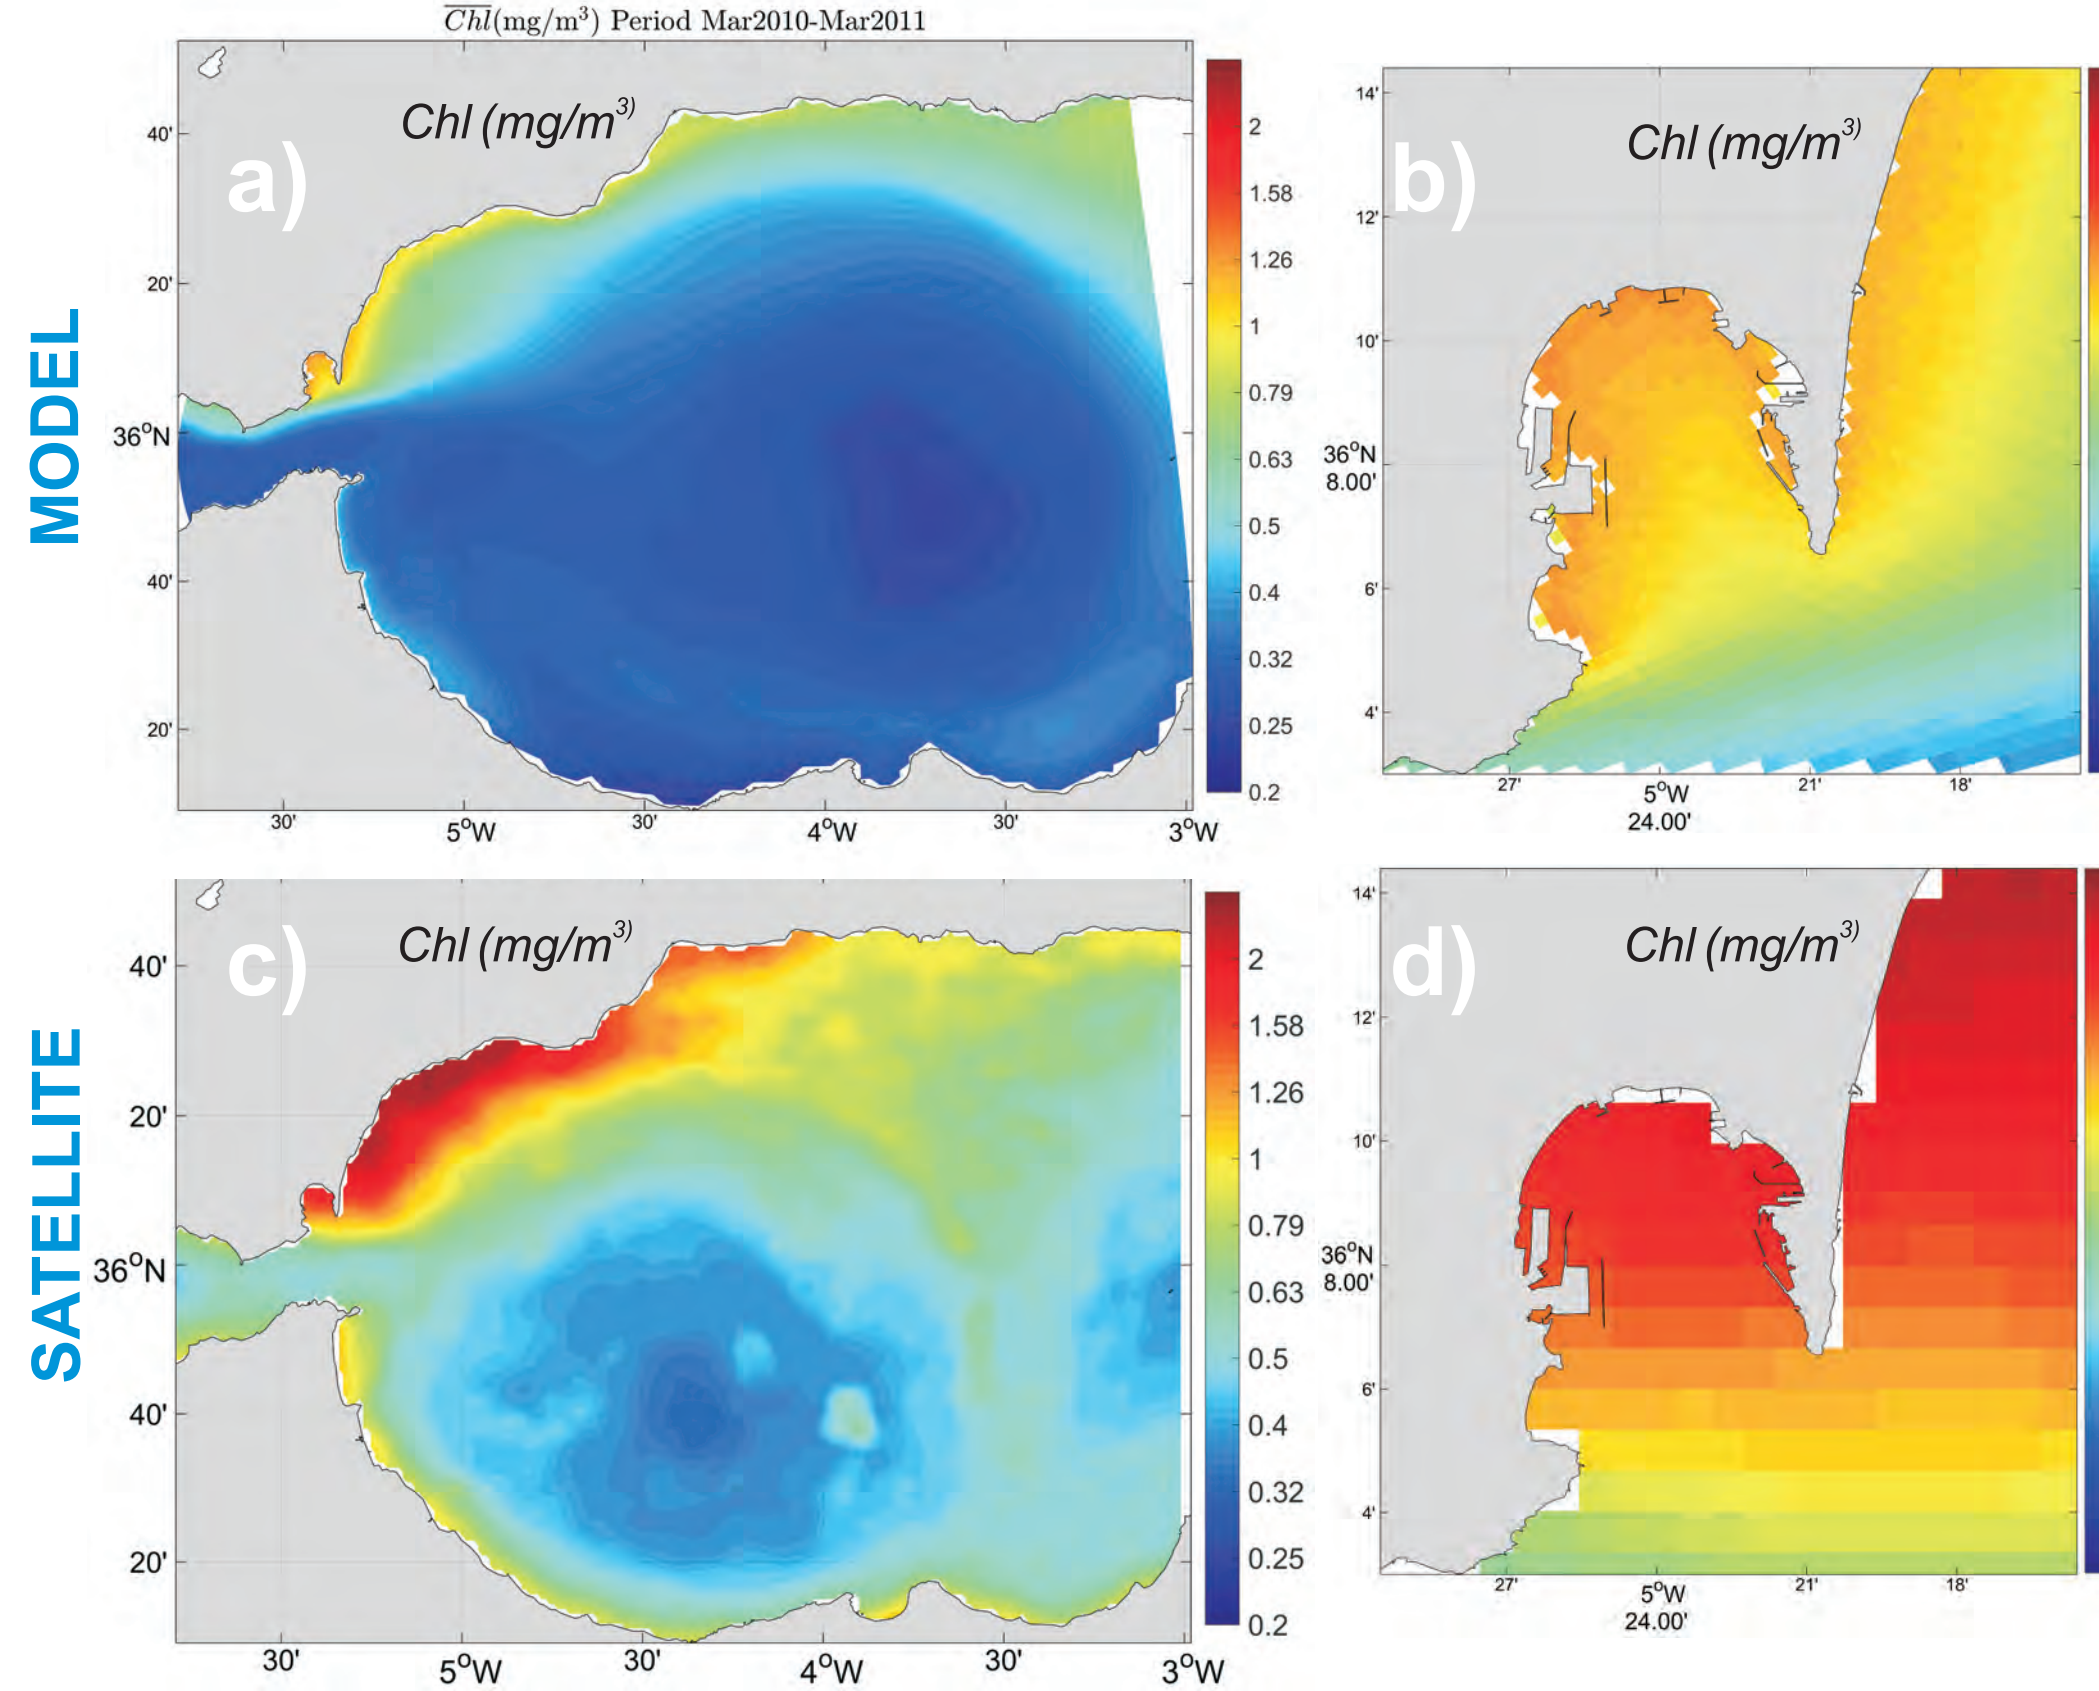 Chl(mg/m³) Period Mar2010-Mar2011
MODEL
a)
Chl (mg/m³)
40'
20'
36°N
40'
20'
30'
5°W
30'
4°W
30'
3°W
2
1.58
1.26
1
0.79
0.63
0.5
0.4
0.32
0.25
0.2
b)
Chl (mg/m³)
14'
12'
10'
36°N
8.00'
6'
4'
27'
5°W
24.00'
21'
18'
SATELLITE
c)
Chl (mg/m³)
40'
20'
36°N
40'
20'
30'
5°W
30'
4°W
30'
3°W
2
1.58
1.26
1
0.79
0.63
0.5
0.4
0.32
0.25
0.2
d)
Chl (mg/m³)
14'
12'
10'
36°N
8.00'
6'
4'
27'
5°W
24.00'
21'
18'